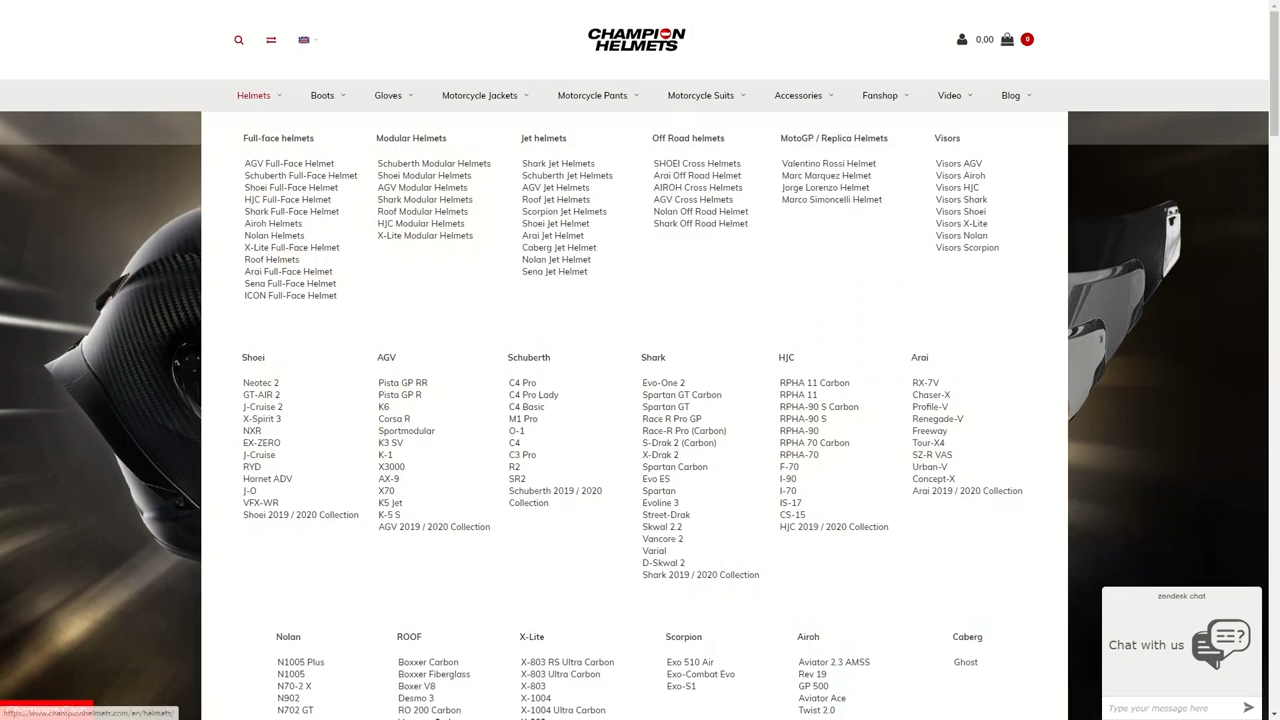 CHAMPION
HELMETS
0,00
0
Helmets
Boots
Gloves
Motorcycle Jackets
Motorcycle Pants
Motorcycle Suits
Accessories
Fanshop
Video
Blog
Full-face helmets
AGV Full-Face Helmet
Schuberth Full-Face Helmet
Shoei Full-Face Helmet
HJC Full-Face Helmet
Shark Full-Face Helmet
Airoh Helmets
Nolan Helmets
X-Lite Full-Face Helmet
Roof Helmets
Arai Full-Face Helmet
Sena Full-Face Helmet
ICON Full-Face Helmet
Modular Helmets
Schuberth Modular Helmets
Shoei Modular Helmets
AGV Modular Helmets
Shark Modular Helmets
Roof Modular Helmets
HJC Modular Helmets
X-Lite Modular Helmets
Jet helmets
Shark Jet Helmets
Schuberth Jet Helmets
AGV Jet Helmets
Roof Jet Helmets
Scorpion Jet Helmets
Shoei Jet Helmet
Arai Jet Helmet
Caberg Jet Helmet
Nolan Jet Helmet
Sena Jet Helmet
Off Road helmets
SHOEI Cross Helmets
Arai Off Road Helmet
AIROH Cross Helmets
AGV Cross Helmets
Nolan Off Road Helmet
Shark Off Road Helmet
MotoGP / Replica Helmets
Valentino Rossi Helmet
Marc Marquez Helmet
Jorge Lorenzo Helmet
Marco Simoncelli Helmet
Visors
Visors AGV
Visors Airoh
Visors HJC
Visors Shark
Visors Shoei
Visors X-Lite
Visors Nolan
Visors Scorpion
Shoei
Neotec 2
GT-AIR 2
J-Cruise 2
X-Spirit 3
NXR
EX-ZERO
J-Cruise
RYD
Hornet ADV
J-O
VFX-WR
Shoei 2019 / 2020 Collection
AGV
Pista GP RR
Pista GP R
K6
Corsa R
Sportmodular
K3 SV
K-1
X3000
AX-9
X70
K5 Jet
K-5 S
AGV 2019 / 2020 Collection
Schuberth
C4 Pro
C4 Pro Lady
C4 Basic
M1 Pro
O-1
C4
C3 Pro
R2
SR2
Schuberth 2019 / 2020
Collection
Shark
Evo-One 2
Spartan GT Carbon
Spartan GT
Race R Pro GP
Race-R Pro (Carbon)
S-Drak 2 (Carbon)
X-Drak 2
Spartan Carbon
Evo ES
Spartan
Evoline 3
Street-Drak
Skwal 2.2
Vancore 2
Varial
D-Skwal 2
Shark 2019 / 2020 Collection
HJC
RPHA 11 Carbon
RPHA 11
RPHA-90 S Carbon
RPHA-90 S
RPHA-90
RPHA 70 Carbon
RPHA-70
F-70
I-90
I-70
IS-17
CS-15
HJC 2019 / 2020 Collection
Arai
RX-7V
Chaser-X
Profile-V
Renegade-V
Freeway
Tour-X4
SZ-R VAS
Urban-V
Concept-X
Arai 2019 / 2020 Collection
Nolan
N1005 Plus
N1005
N70-2 X
N902
N702 GT
ROOF
Boxxer Carbon
Boxxer Fiberglass
Boxer V8
Desmo 3
RO 200 Carbon
X-Lite
X-803 RS Ultra Carbon
X-803 Ultra Carbon
X-803
X-1004
X-1004 Ultra Carbon
Scorpion
Exo 510 Air
Exo-Combat Evo
Exo-S1
Airoh
Aviator 2.3 AMSS
Rev 19
GP 500
Aviator Ace
Twist 2.0
Caberg
Ghost
zendesk chat
Chat with us
Type your message here
https://www.championhelmets.com/en/helmets/